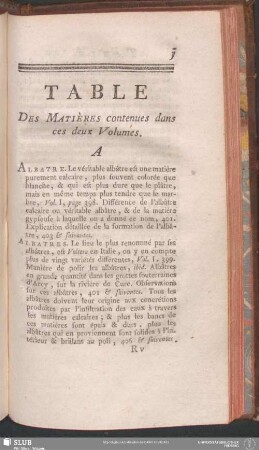 j
TABLE
DES MATIÈRES contenues dans
ces deux Volumes.
A
ALBATRE. Le véritable albâtre est une matière
purement calcaire, plus souvent colorée que
blanche, & qui est plus dure que le plâtre,
mais en même temps plus tendre que le mar-
bre, Vol. I, page 396. Différence de l'albâtre
calcaire ou véritable albâtre, & de la matière
gypseuse à laquelle on a donné ce nom, 401.
Explication détaillée de la formation de l'albâ-
tre, 403 & suivantes.
ALBATRES. Le lieu le plus renommé par ses
albâtres, est en Italie, on y en compte
plus de vingt variétés différentes, Vol. I, 399.
Manière de polir les albâtres, ibid. Albâtres
en grande quantité dans les grottes souterraines
d'Arcy, sur la rivière de Cure. Observations
sur ces albâtres, 402 & suivantes. Tous les
albâtres doivent leur origine aux concrétions
produites par l'infiltration des eaux à travers
les matières calcaires; & plus les bancs de
ces matières sont épais & durs, plus les
albâtres qui en proviennent sont solides à l'in-
térieur & brillans au poli, 406 & suivantes.
R v
SLUB